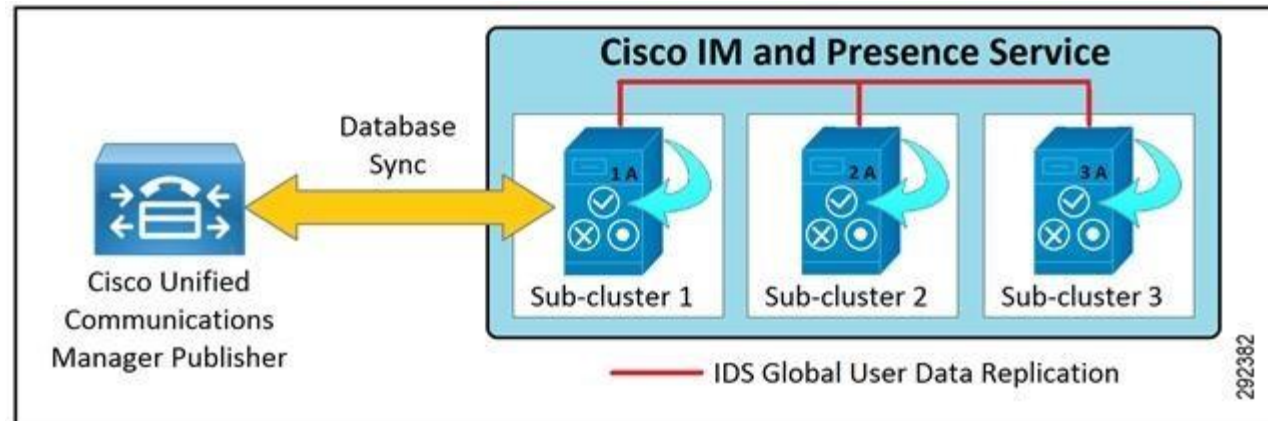 Cisco IM and Presence Service
Database
Sync
1 A
2 A
3 A
Cisco Unified
Communications
Manager Publisher
Sub-cluster 1
Sub-cluster 2
Sub-cluster 3
IDS Global User Data Replication
292382